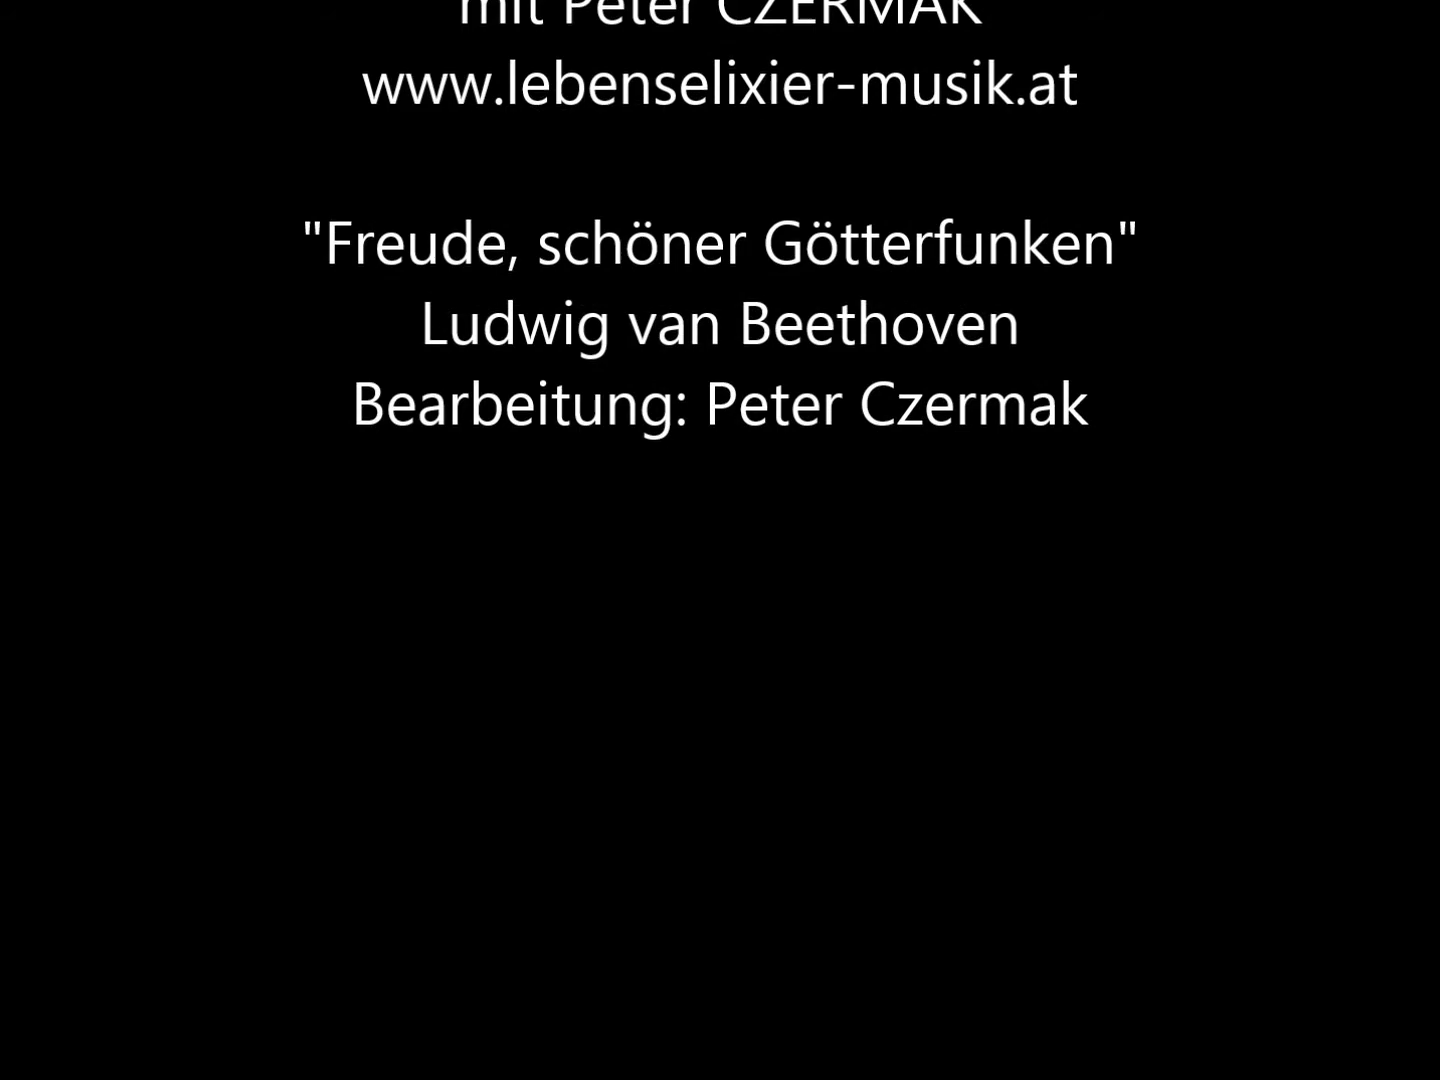 mit Peter CZERMAK
www.lebenselixier-musik.at
"Freude, schöner Götterfunken"
Ludwig van Beethoven
Bearbeitung: Peter Czermak